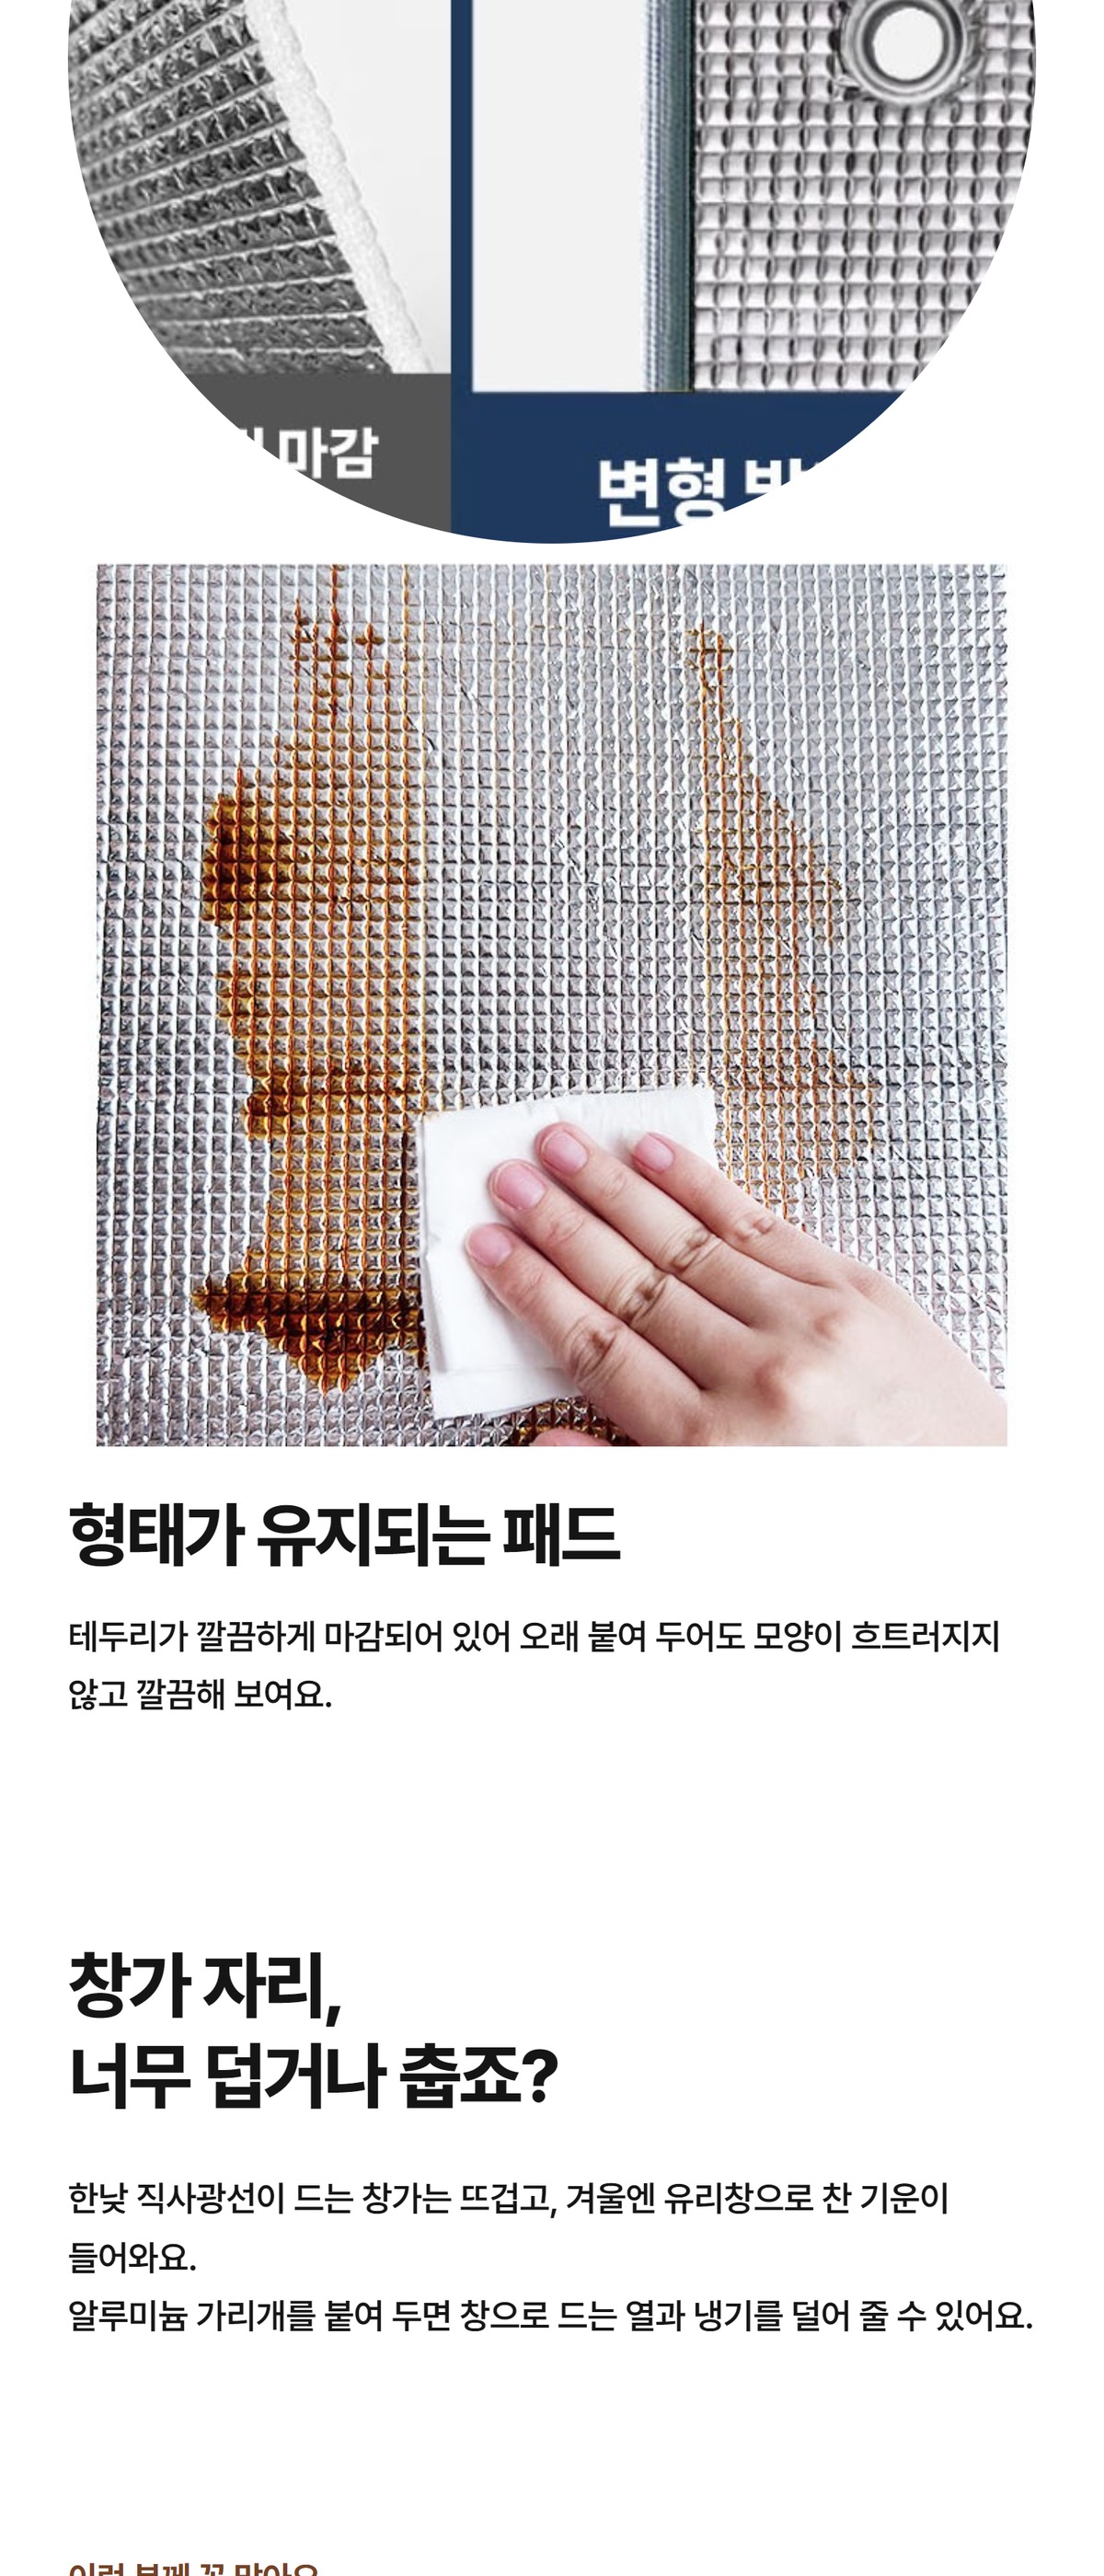 마감
변형
형태가 유지되는 패드
테두리가 깔끔하게 마감되어 있어 오래 붙여 두어도 모양이 흐트러지지
않고 깔끔해 보여요.
창가 자리,
너무 덥거나 춥죠?
한낮 직사광선이 드는 창가는 뜨겁고, 겨울엔 유리창으로 찬 기운이
들어와요.
알루미늄 가리개를 붙여 두면 창으로 드는 열과 냉기를 덜어 줄 수 있어요.